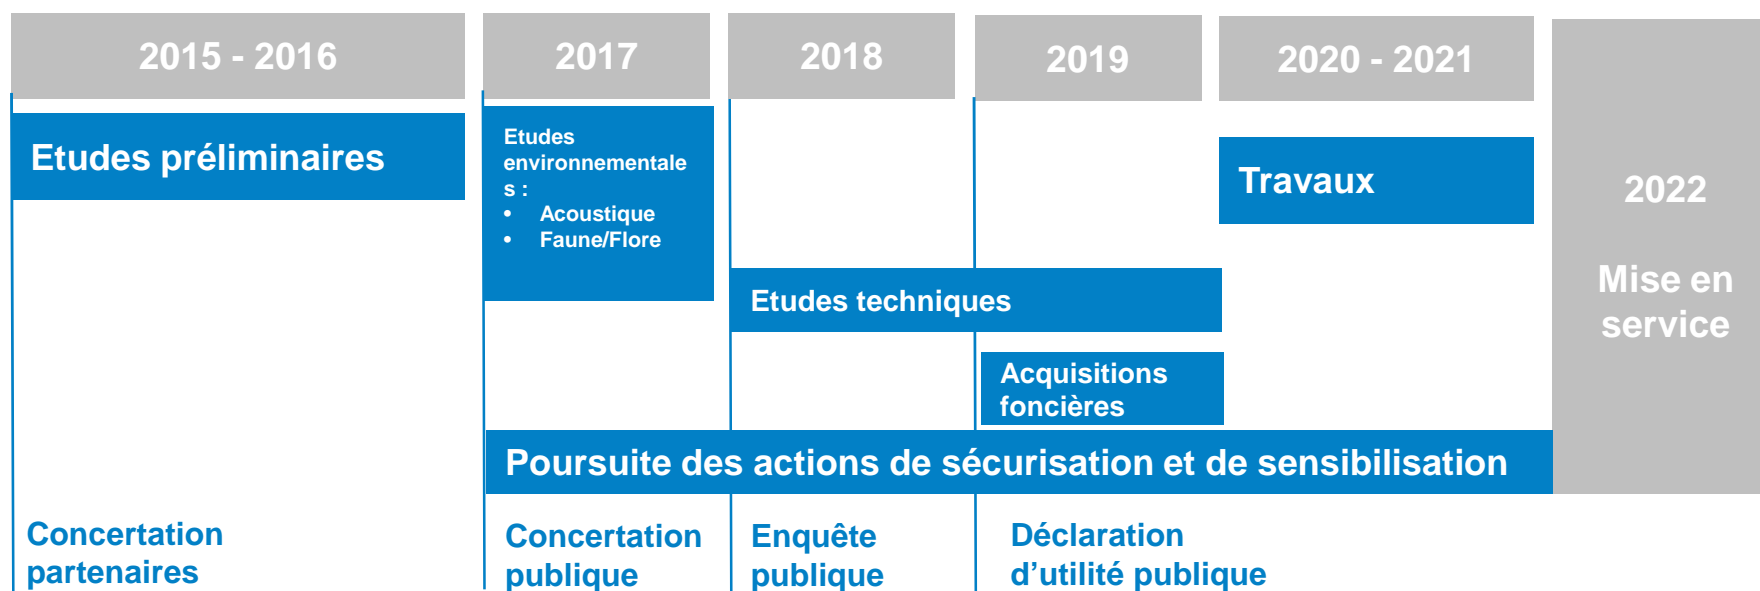 2015 - 2016
2017
2018
2019
2020 - 2021
Etudes préliminaires
Etudes
environnementale
s :
• Acoustique
• Faune/Flore
Travaux
2022
Mise en
service
Etudes techniques
Acquisitions
foncières
Poursuite des actions de sécurisation et de sensibilisation
Concertation
partenaires
Concertation
publique
Enquête
publique
Déclaration
d’utilité publique